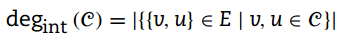 deg_int (𝒞) = |{{v, u} ∈ E | v, u ∈ 𝒞}|